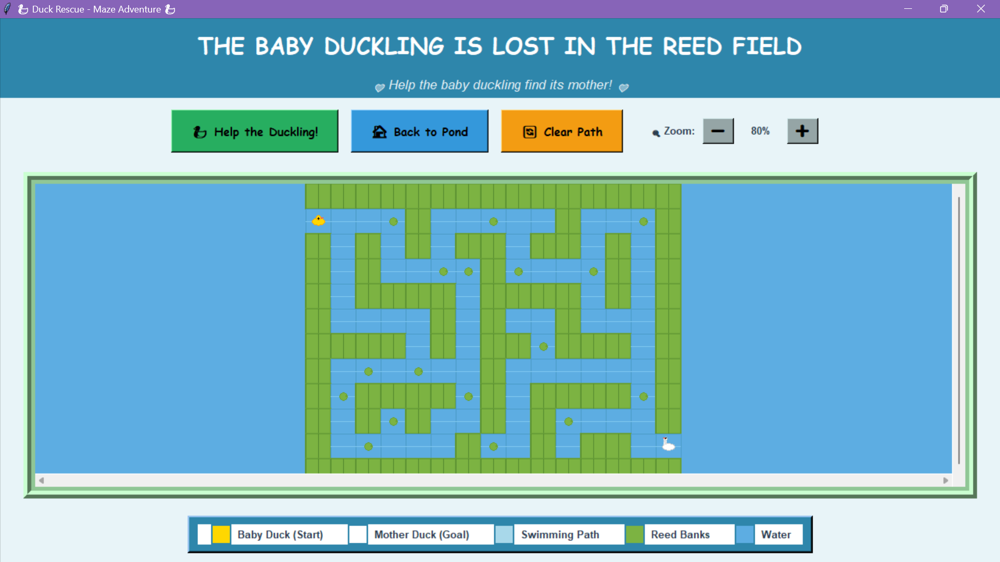 Duck Rescue - Maze Adventure
THE BABY DUCKLING IS LOST IN THE REED FIELD
Help the baby duckling find its mother!
Help the Duckling!
Back to Pond
Clear Path
Zoom:
80%
Baby Duck (Start)
Mother Duck (Goal)
Swimming Path
Reed Banks
Water